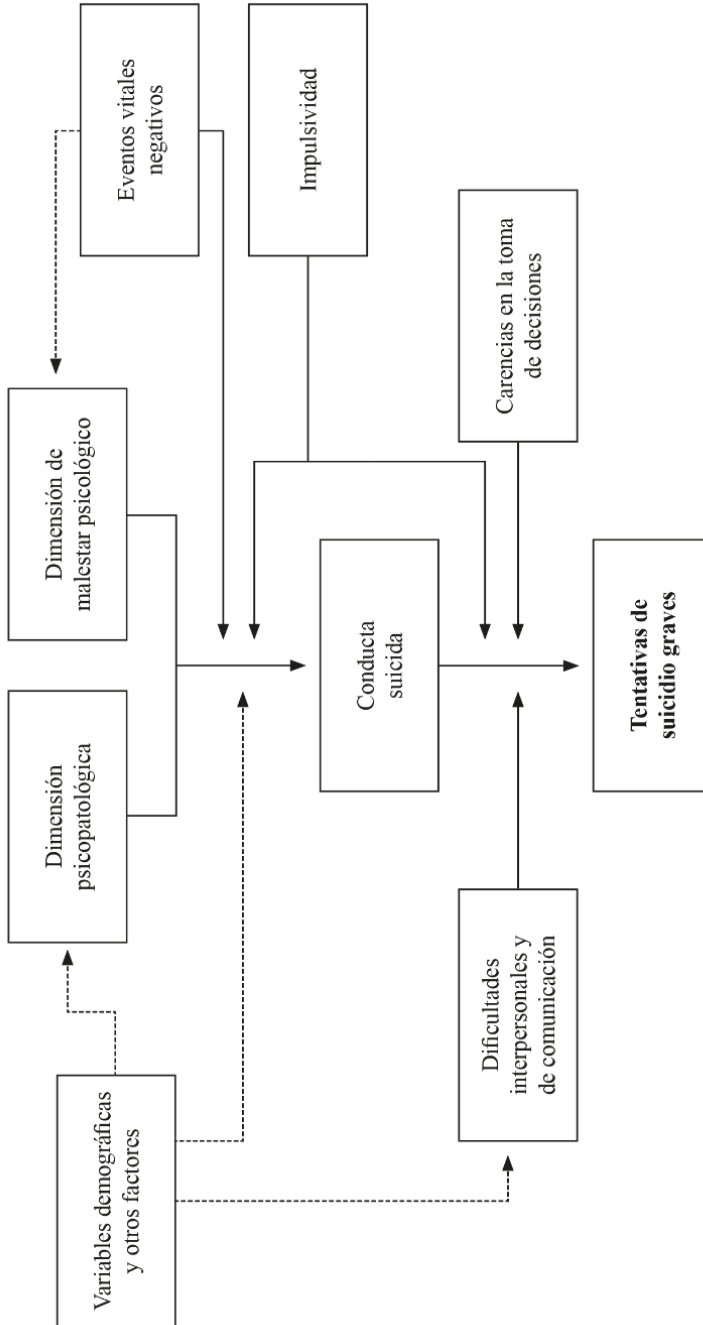 Variables demográficas
y otros factores
Dimensión
psicopatológica
Dimensión de
malestar psicológico
Eventos vitales
negativos
Impulsividad
Conducta
suicida
Dificultades
interpersonales y
de comunicación
Carencias en la toma
de decisiones
Tentativas de
suicidio graves